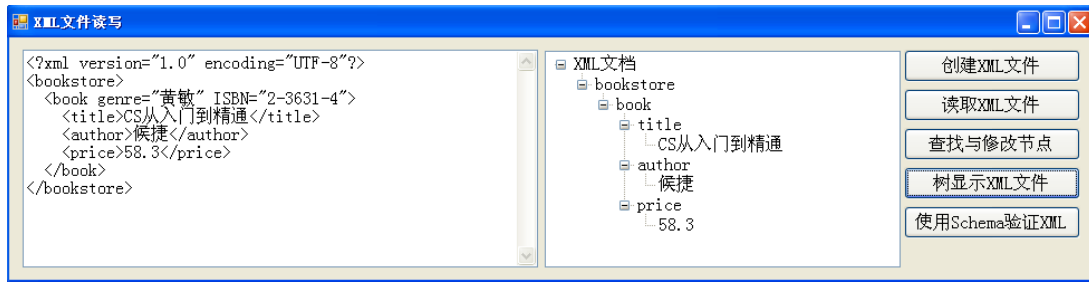 XML文件读写
<?xml version="1.0" encoding="UTF-8"?>
<bookstore>
<book genre="黄敏" ISBN="2-3631-4">
<title>CS从入门到精通</title>
<author>候捷</author>
<price>58.3</price>
</book>
</bookstore>
XML文档
bookstore
book
title
CS从入门到精通
author
候捷
price
58.3
创建XML文件
读取XML文件
查找与修改节点
树显示XML文件
使用Schema验证XML